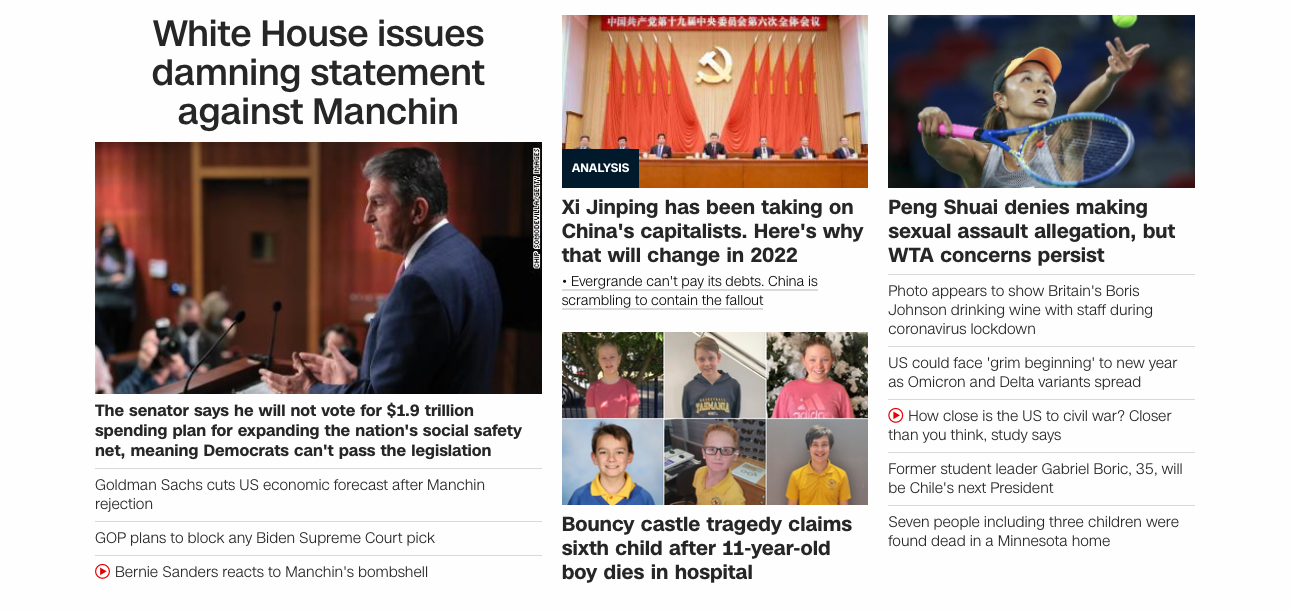 White House issues
damning statement
against Manchin
CHIP SOMODEVILLA/GETTY IMAGES
The senator says he will not vote for $1.9 trillion
spending plan for expanding the nation's social safety
net, meaning Democrats can't pass the legislation
Goldman Sachs cuts US economic forecast after Manchin
rejection
GOP plans to block any Biden Supreme Court pick
Bernie Sanders reacts to Manchin's bombshell
中国共产党第十九届中央委员会第六次全体会议
ANALYSIS
Xi Jinping has been taking on
China's capitalists. Here's why
that will change in 2022
• Evergrande can't pay its debts. China is
scrambling to contain the fallout
TASMANIA
adidas
Bouncy castle tragedy claims
sixth child after 11-year-old
boy dies in hospital
Peng Shuai denies making
sexual assault allegation, but
WTA concerns persist
Photo appears to show Britain's Boris
Johnson drinking wine with staff during
coronavirus lockdown
US could face 'grim beginning' to new year
as Omicron and Delta variants spread
How close is the US to civil war? Closer
than you think, study says
Former student leader Gabriel Boric, 35, will
be Chile's next President
Seven people including three children were
found dead in a Minnesota home